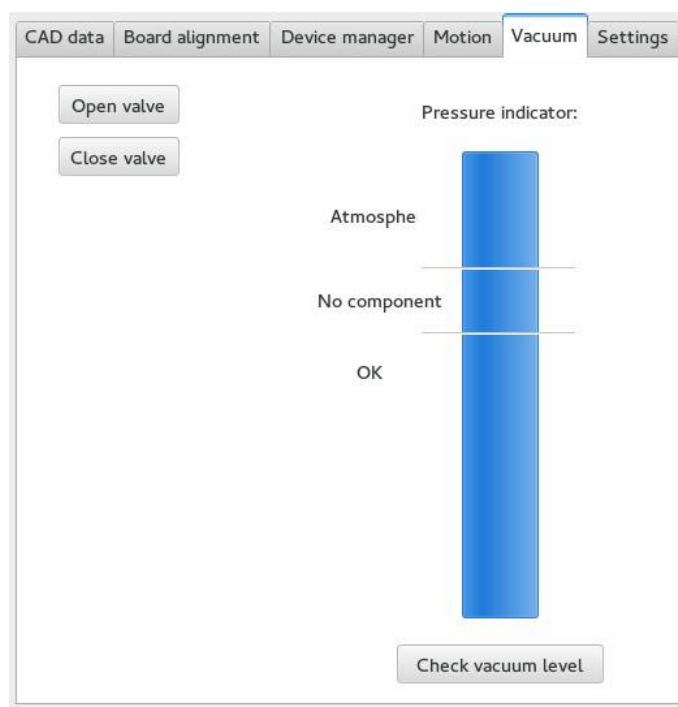 CAD data Board alignment Device manager Motion Vacuum Settings
Open valve
Pressure indicator:
Close valve
Atmosphe
No component
OK
Check vacuum level